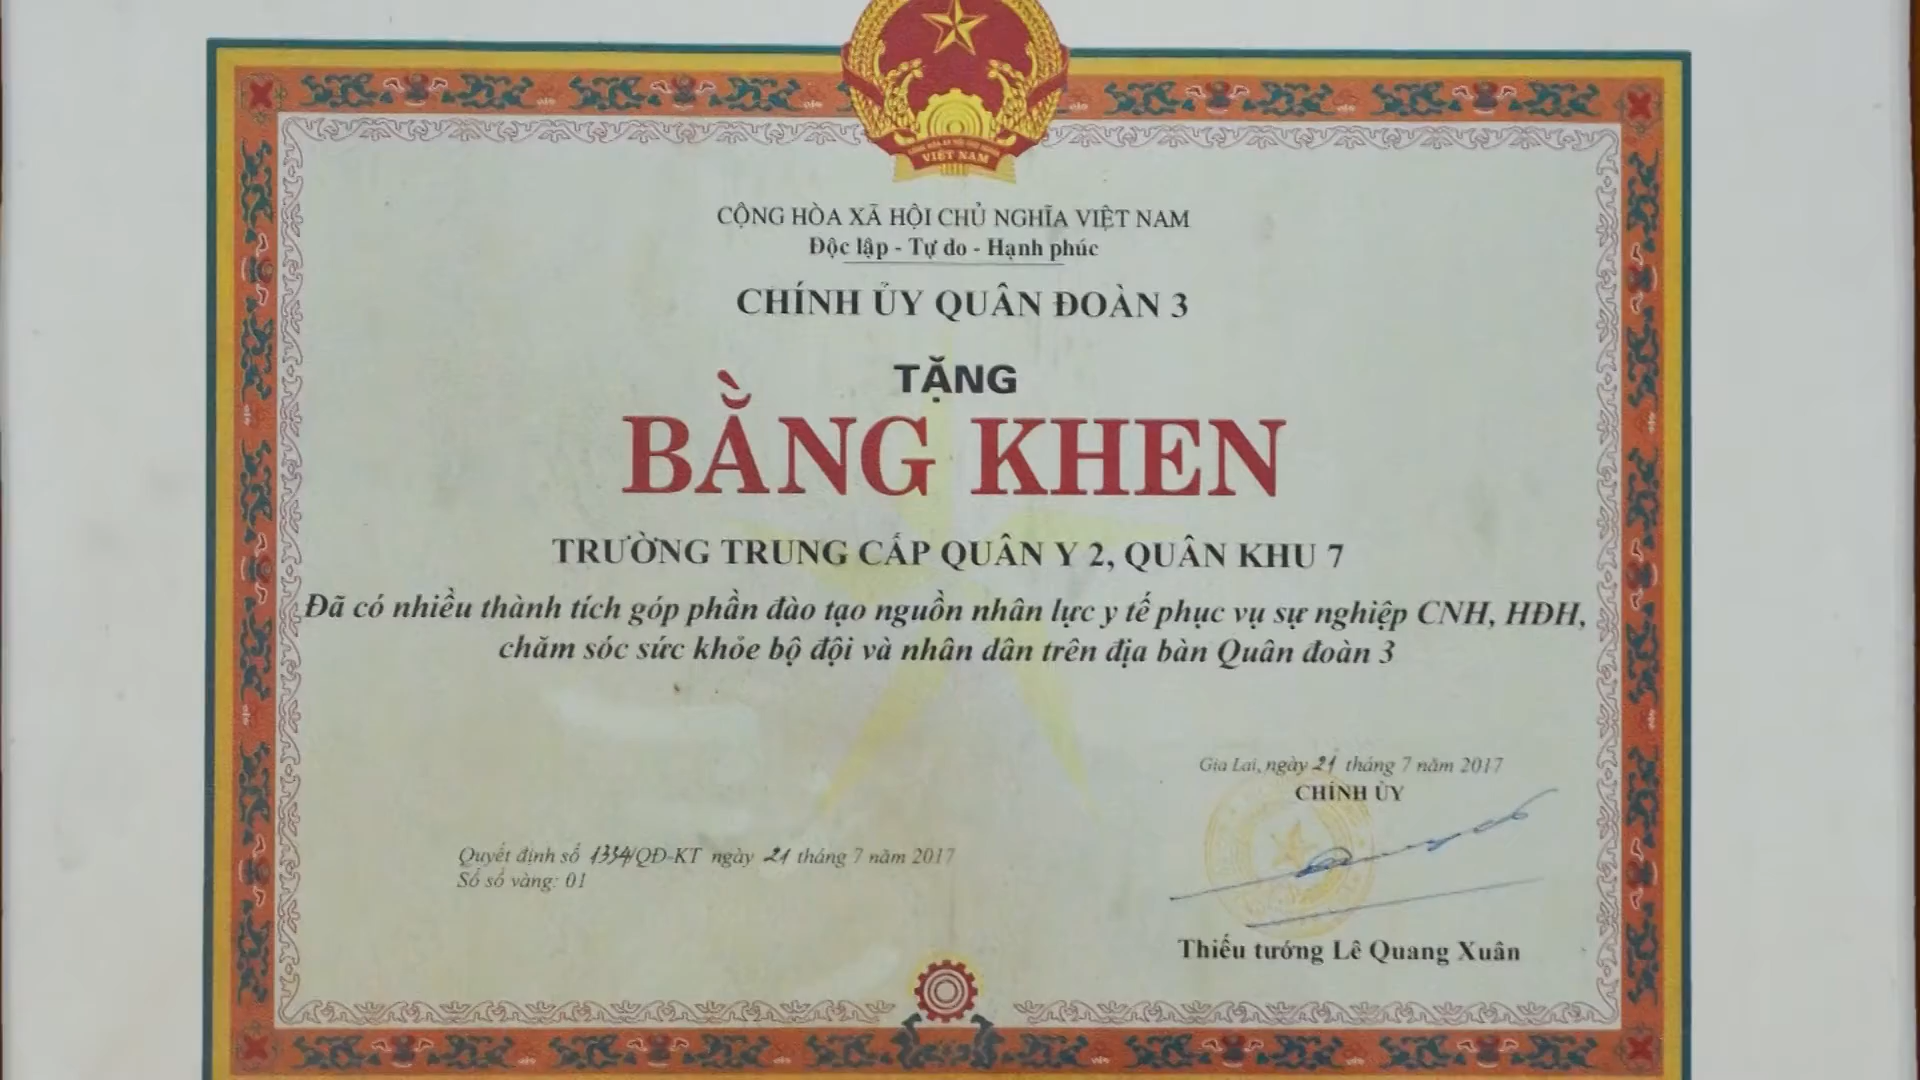 VIỆT NAM
CỘNG HÒA XÃ HỘI CHỦ NGHĨA VIỆT NAM
Độc lập - Tự do - Hạnh phúc
CHÍNH ỦY QUÂN ĐOÀN 3
TẶNG
BẰNG KHEN
TRƯỜNG TRUNG CẤP QUÂN Y 2, QUÂN KHU 7
Đã có nhiều thành tích góp phần đào tạo nguồn nhân lực y tế phục vụ sự nghiệp CNH, HĐH,
chăm sóc sức khỏe bộ đội và nhân dân trên địa bàn Quân đoàn 3
Gia Lai, ngày 21 tháng 7 năm 2017
CHÍNH ỦY
Quyết định số 1334/QĐ-KT ngày 21 tháng 7 năm 2017
Số sổ vàng: 01
Thiếu tướng Lê Quang Xuân